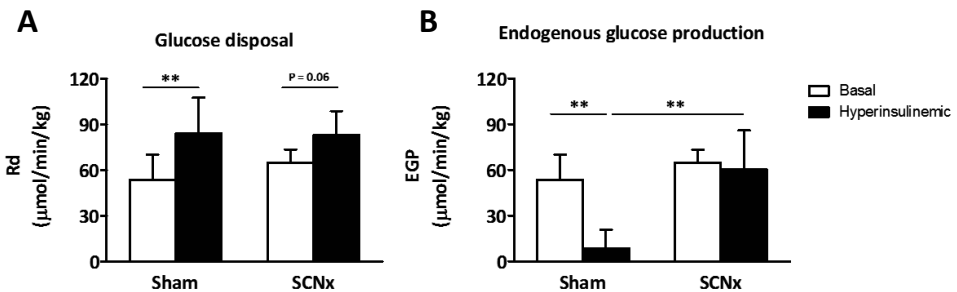 A
Glucose disposal
Rd
(μmol/min/kg)
120
90
60
30
0
**
P = 0.06
Sham
SCNx
B
Endogenous glucose production
EGP
(μmol/min/kg)
120
90
60
30
0
**
**
Sham
SCNx
Basal
Hyperinsulinemic